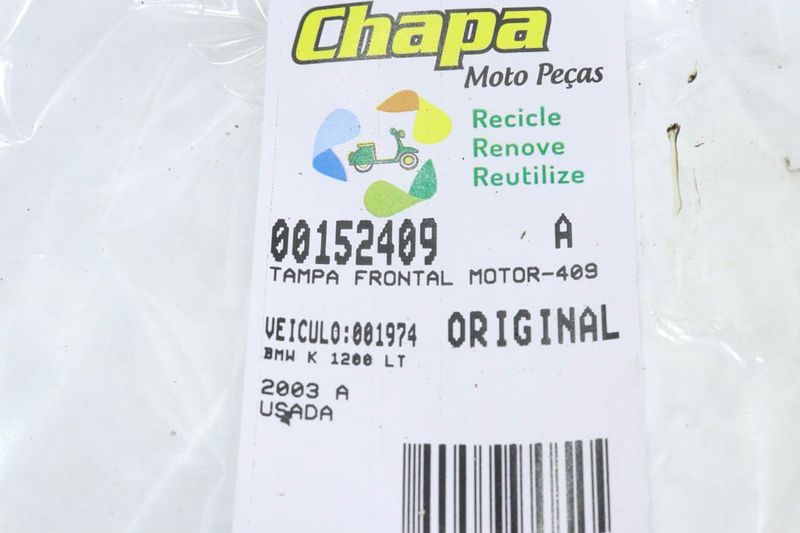 Chapa
Moto Peças
Recicle
Renove
Reutilize
00152409 A
TAMPA FRONTAL MOTOR-409
VEICULO:001974 ORIGINAL
BMW K 1200 LT
2003 A
USADA